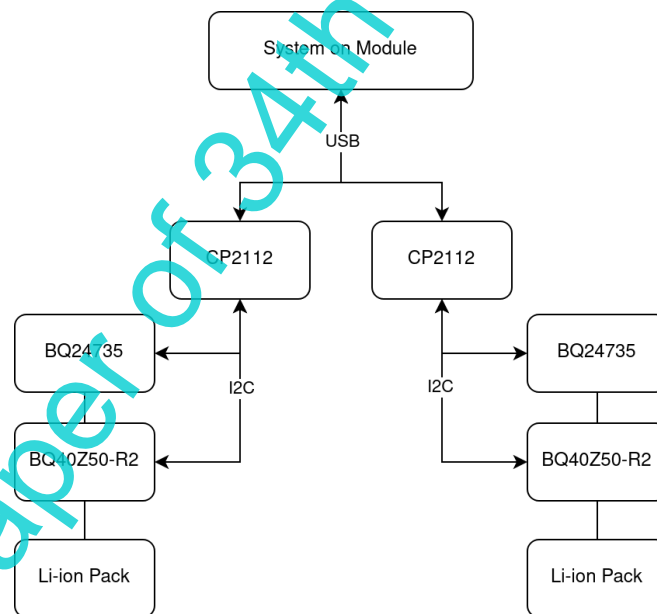 System on Module
USB
CP2112
CP2112
BQ24735
BQ24735
I2C
I2C
BQ40Z50-R2
BQ40Z50-R2
Li-ion Pack
Li-ion Pack
of 34th